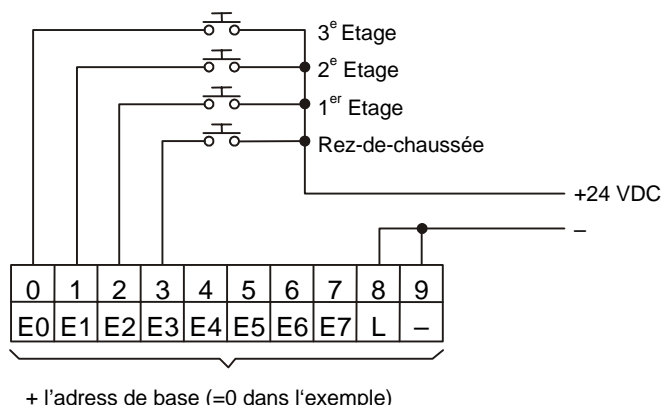 3e Etage
2e Etage
1er Etage
Rez-de-chaussée
+24 VDC
–
0 1 2 3 4 5 6 7 8 9
E0 E1 E2 E3 E4 E5 E6 E7 L –
+ l'adress de base (=0 dans l'exemple)